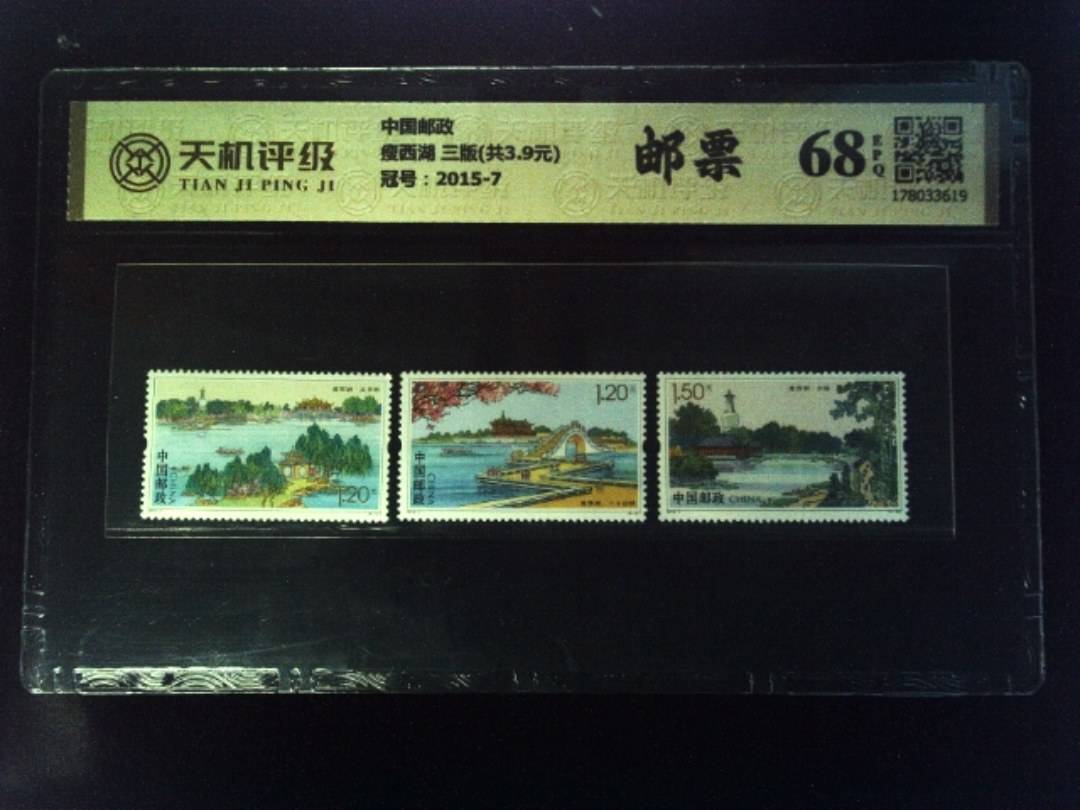 天机评级
TIAN JI PING JI
中国邮政
瘦西湖 三版(共3.9元)
冠号：2015-7
邮票
68
EPQ
178033619
中国邮政
1.20元
1.20元
中国邮政
1.50元
中国邮政 CHINA